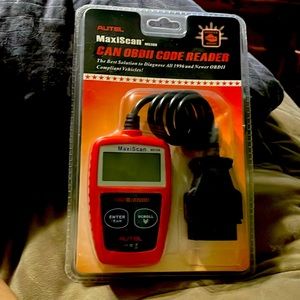 AUTEL
MaxiScan MS309
CAN OBDII CODE READER
The Best Solution to Diagnose All 1996 and Newer OBDII
Compliant Vehicles!
MaxiScan
ENTER
SCROLL
AUTEL